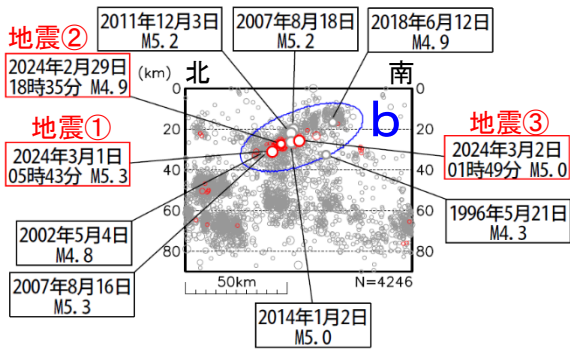 2011年12月3日
M5.2
2007年8月18日
M5.2
2018年6月12日
M4.9
地震②
2024年2月29日
18時35分 M4.9
(km)
北
南
0
20
40
60
80
0
20
40
60
80
b
地震①
2024年3月1日
05時43分 M5.3
地震③
2024年3月2日
01時49分 M5.0
2002年5月4日
M4.8
1996年5月21日
M4.3
2007年8月16日
M5.3
50km
N=4246
2014年1月2日
M5.0